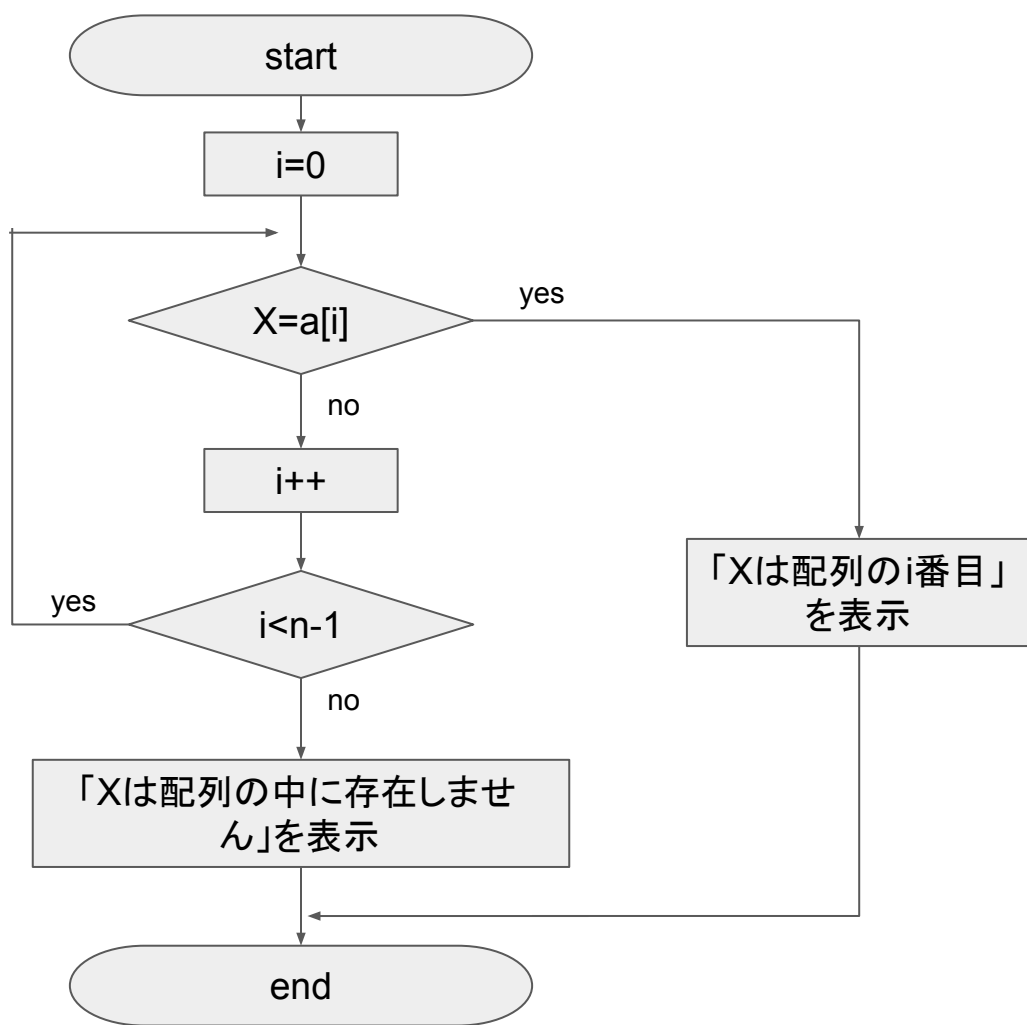 start
i=0
X=a[i]
yes
no
i++
i<n-1
yes
no
「Xは配列のi番目」
を表示
「Xは配列の中に存在しませ
ん」を表示
end